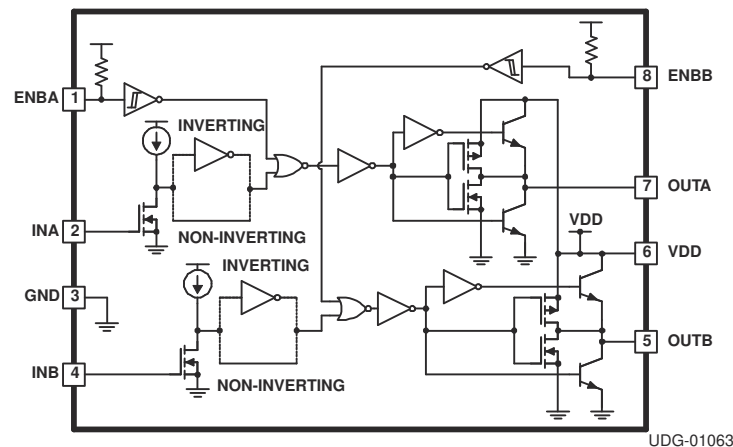 ENBA 1
8 ENBB
INVERTING
7 OUTA
INA 2
NON-INVERTING
VDD
6 VDD
INVERTING
GND 3
5 OUTB
INB 4
NON-INVERTING
UDG-01063